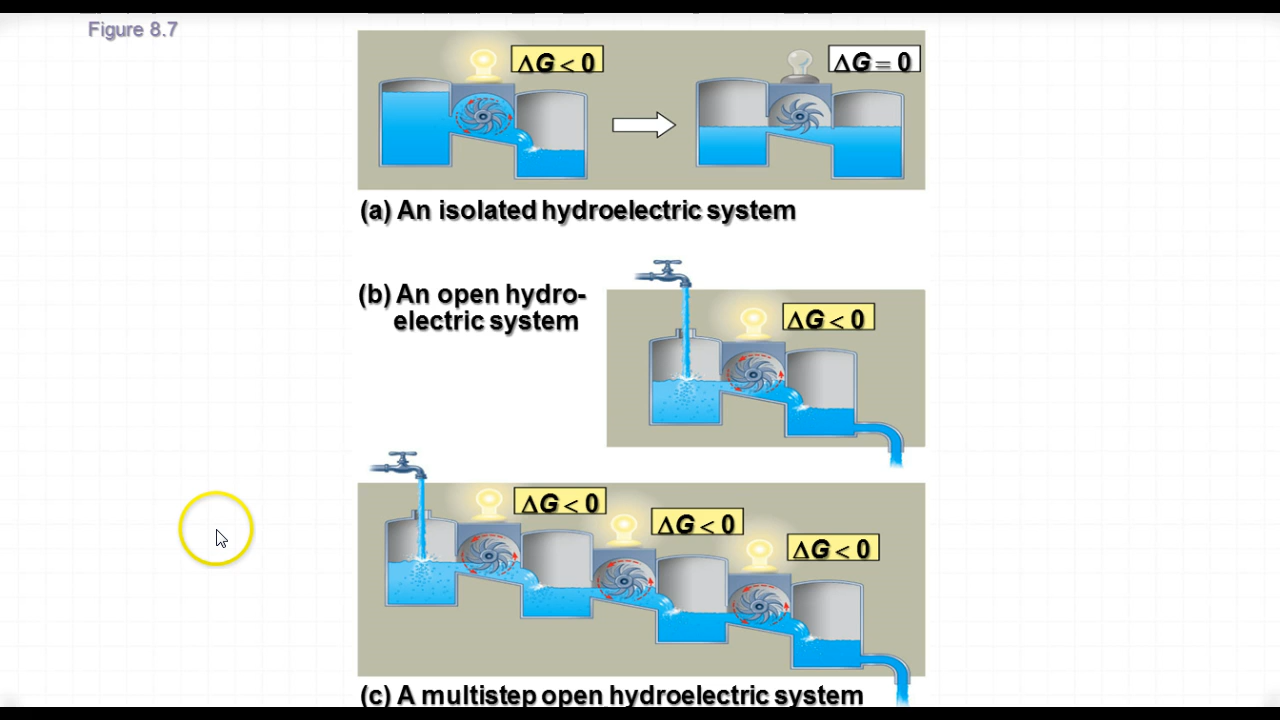 Figure 8.7
ΔG < 0
ΔG = 0
(a) An isolated hydroelectric system
(b) An open hydro-
electric system
ΔG < 0
ΔG < 0
ΔG < 0
ΔG < 0
(c) A multistep open hydroelectric system